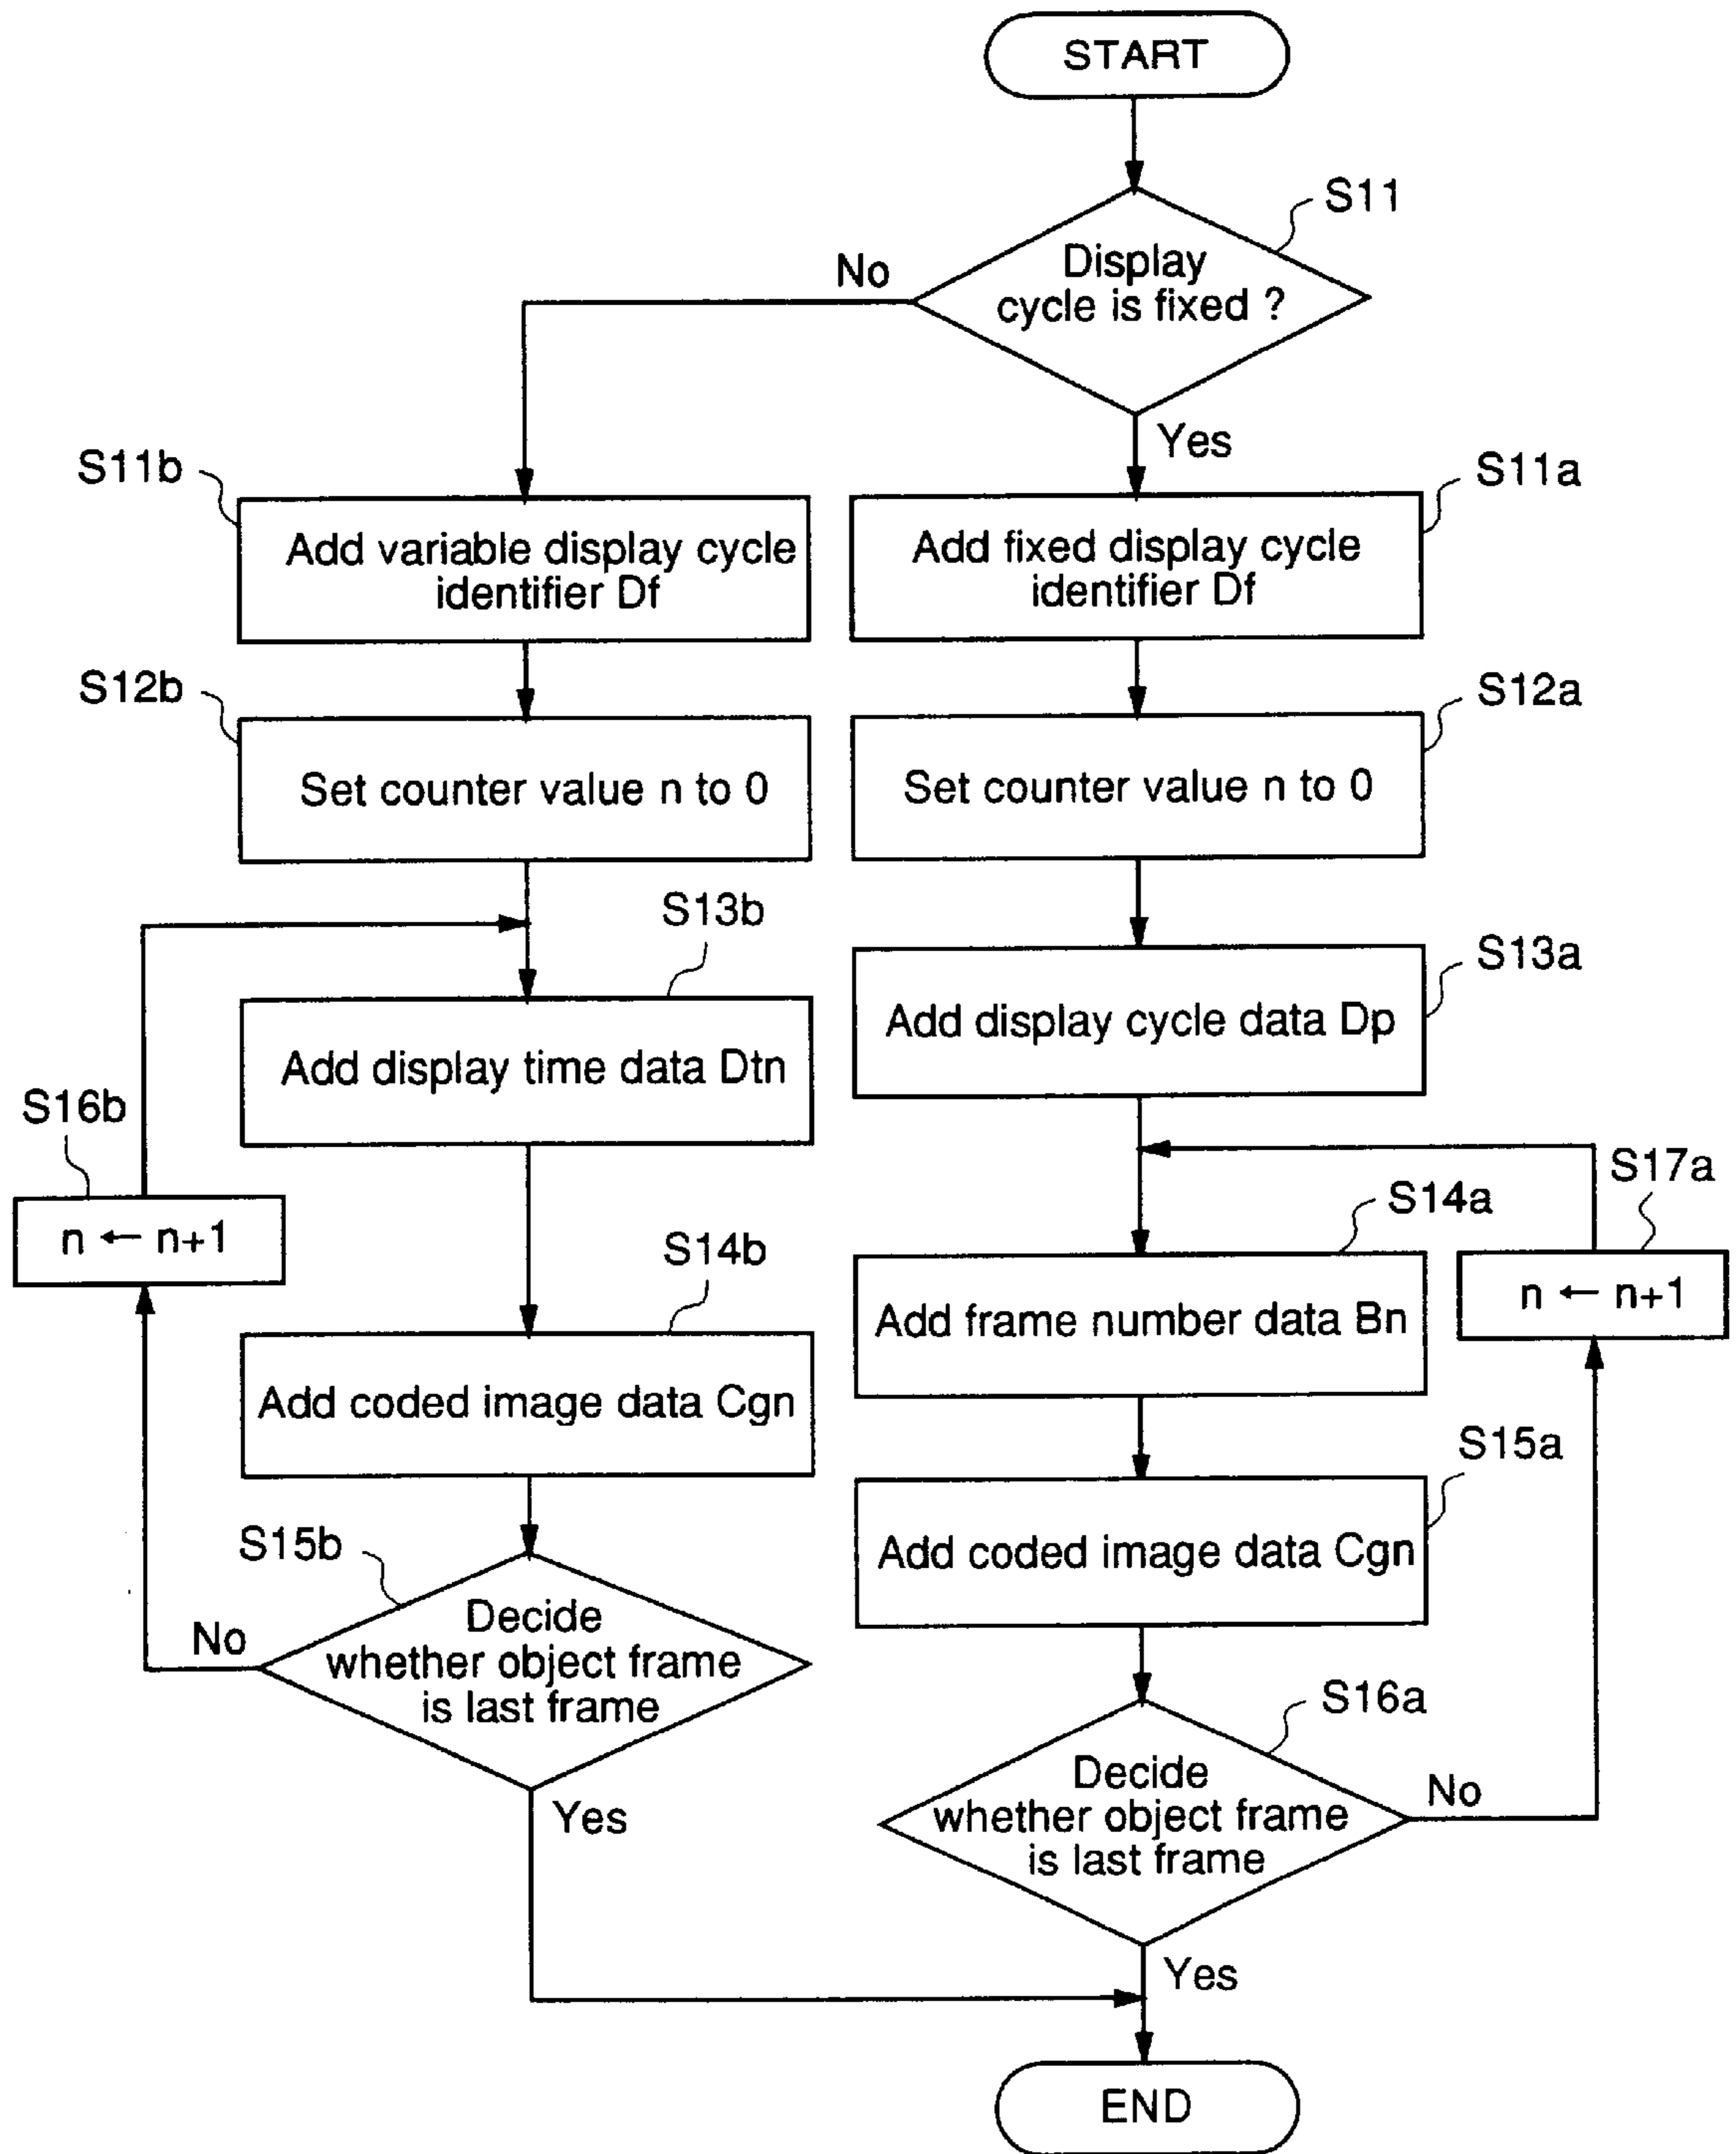 START
S11
Display
cycle is fixed ?
No
Yes
S11b
S11a
Add variable display cycle
identifier Df
Add fixed display cycle
identifier Df
S12b
S12a
Set counter value n to 0
Set counter value n to 0
S13b
S13a
Add display cycle data Dp
Add display time data Dtn
S16b
S17a
S14a
n ← n+1
S14b
n ← n+1
Add frame number data Bn
Add coded image data Cgn
S15a
S15b
Add coded image data Cgn
Decide
whether object frame
is last frame
No
S16a
Decide
whether object frame
is last frame
No
Yes
Yes
END